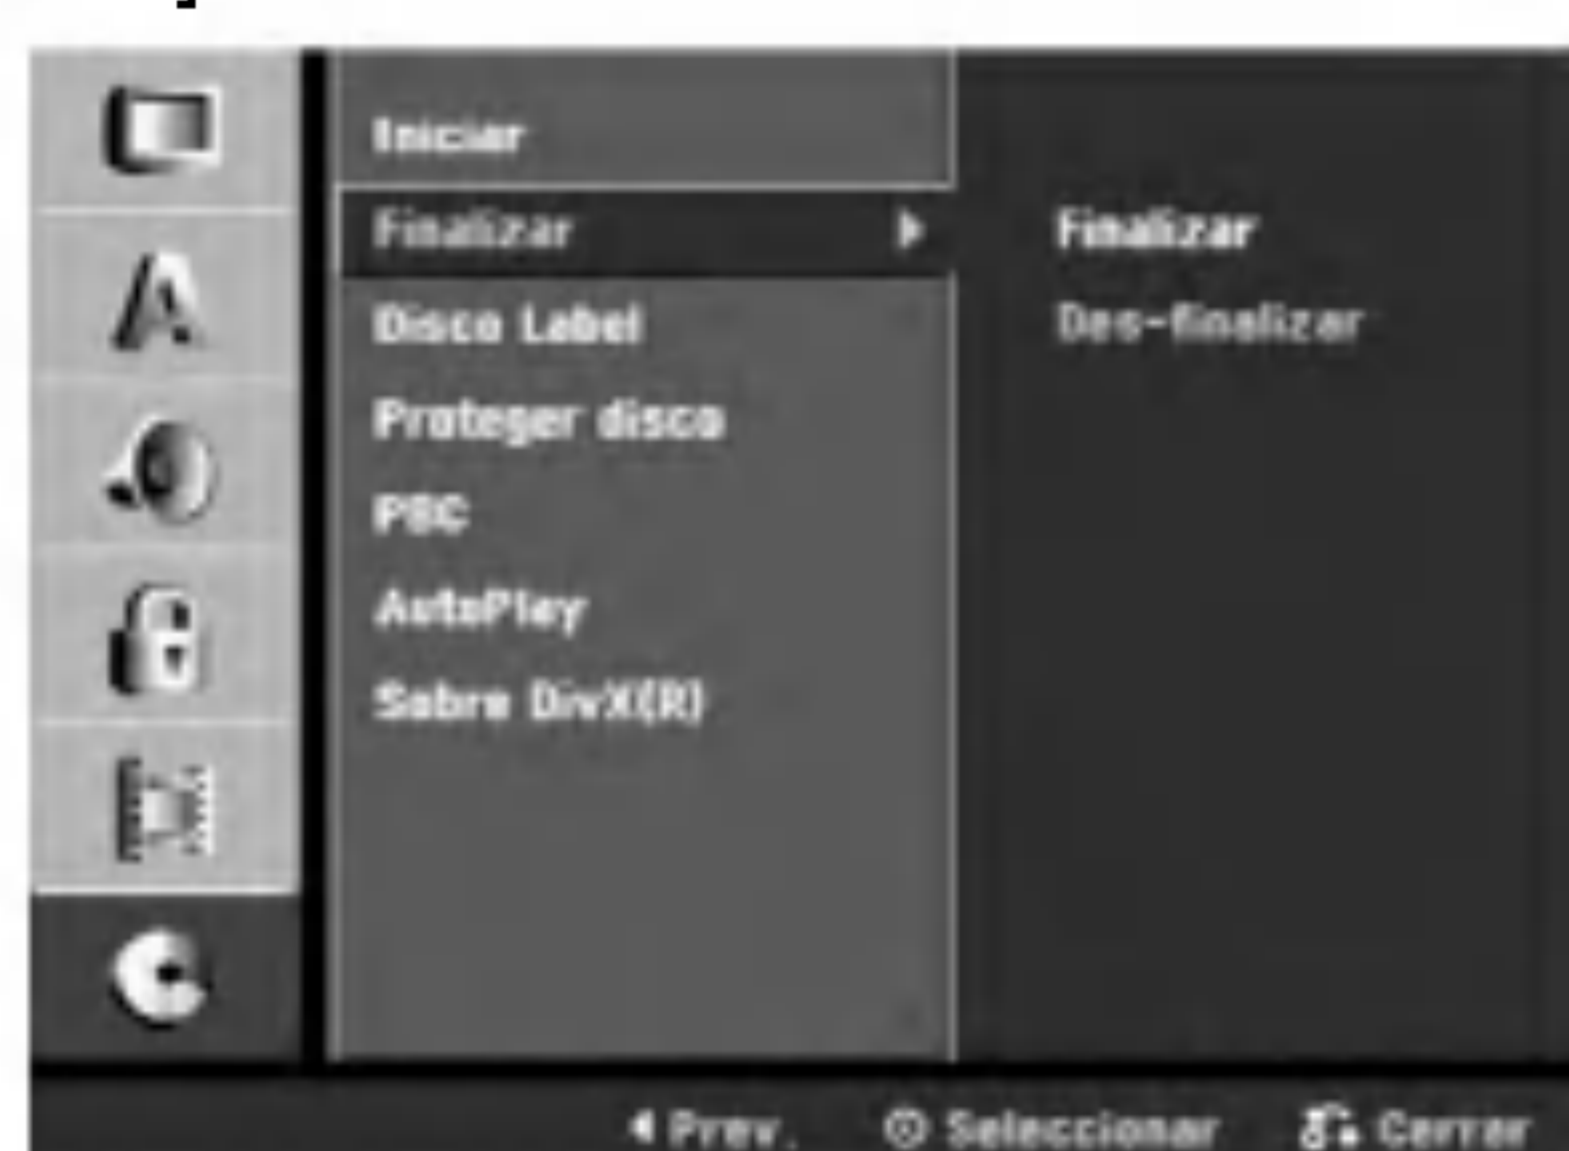 Iniciar
Finalizar
Finalizar
Des-finalizar
Disco Label
Proteger disco
PBC
AutoPlay
Sobre DivX(R)
Prev.
Seleccionar
Cerrar